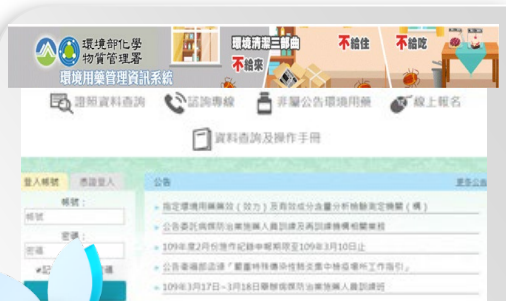 環境部化學
物質管理署
環境用藥管理資訊系統
環境清潔三部曲
不給來
不給住
不給吃
證照資料查詢
諮詢專線
非屬公告環境用藥
線上報名
資料查詢及操作手冊
登入帳號
憑證登入
公告
更多公告
帳號：
帳號
密碼：
密碼
指定環境用藥藥效（效力）及有效成分含量分析檢驗測定機關（構）
公告委託病媒防治業施藥人員訓練及再訓練機構相關業務
109年度2月份施作記錄申報期限至109年3月10日止
公告衛福部函頒「嚴重特殊傳染性肺炎集中檢疫場所工作指引」
109年3月17日~3月18日舉辦病媒防治業施藥人員訓練班